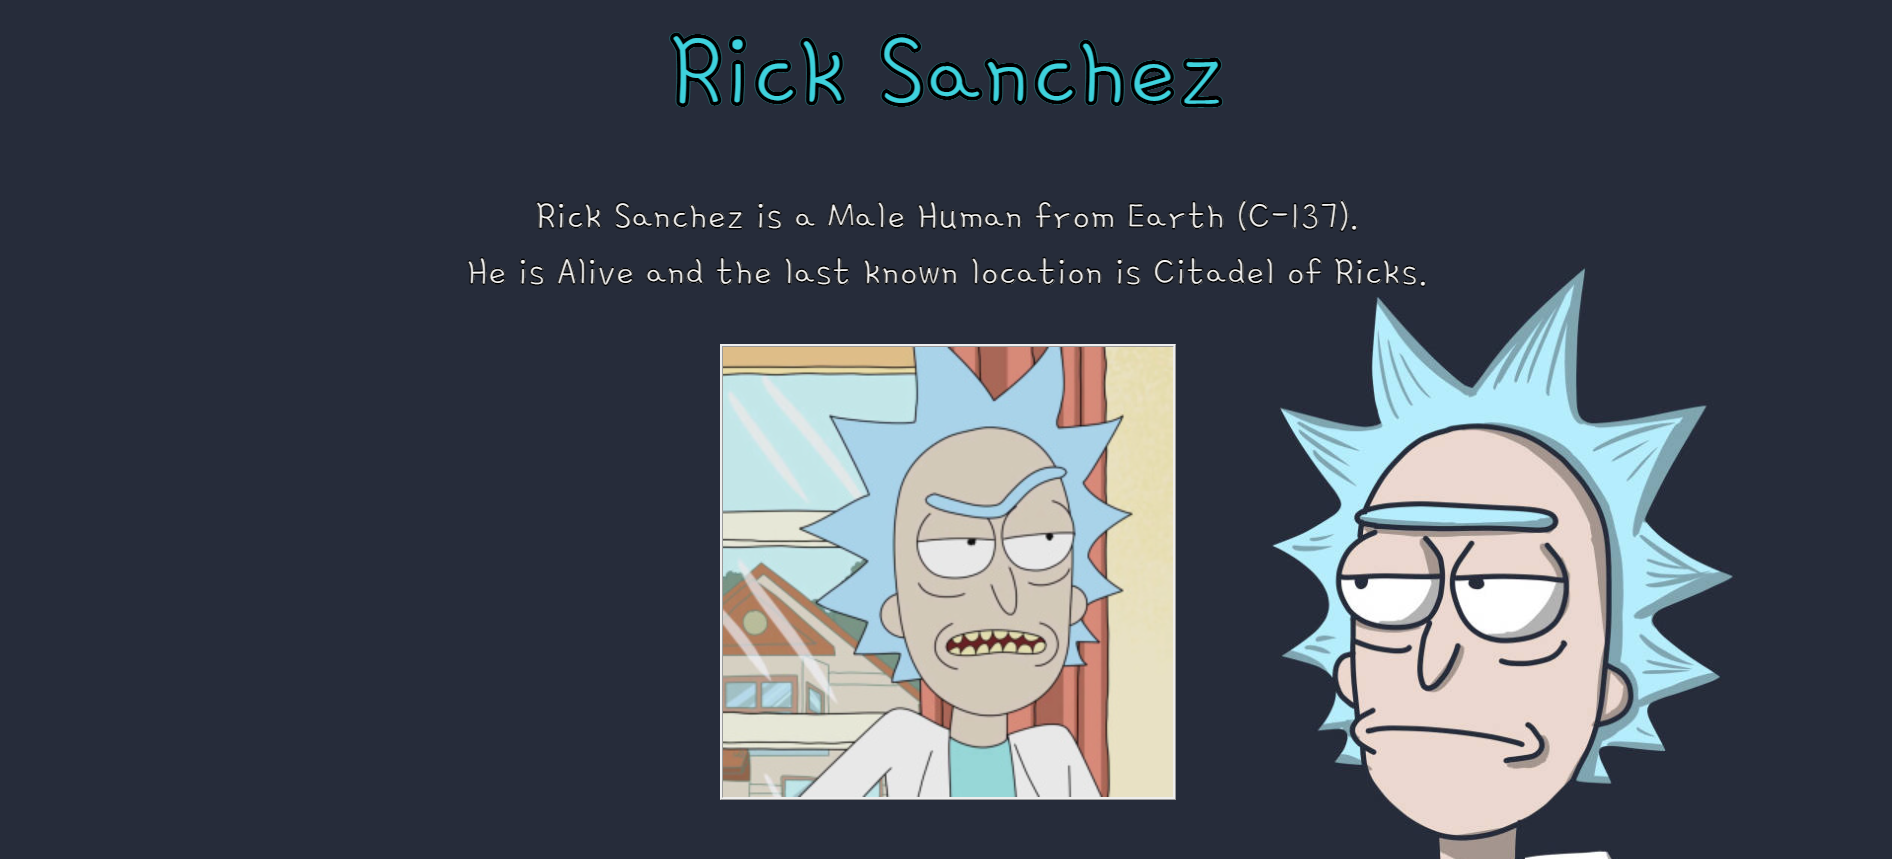 Rick Sanchez
Rick Sanchez is a Male Human from Earth (C-137).
He is Alive and the last known location is Citadel of Ricks.